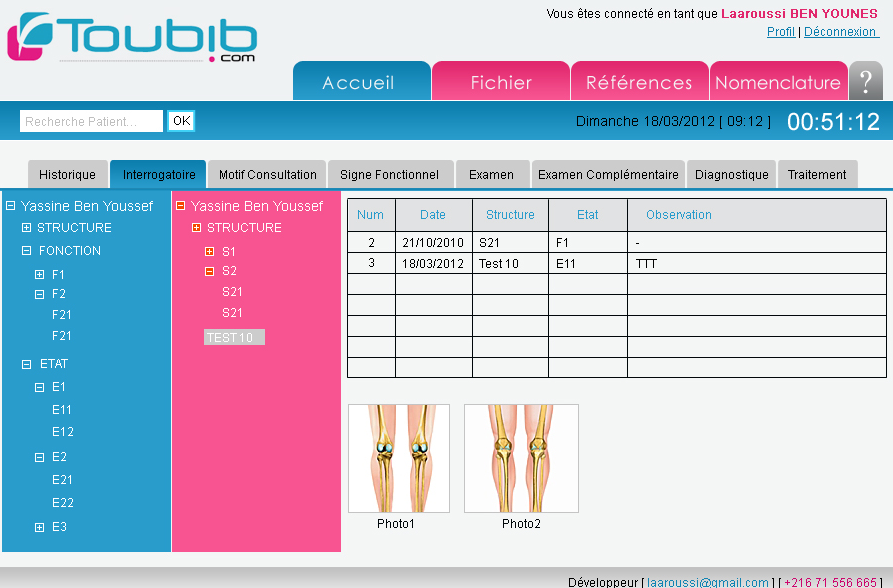 Vous êtes connecté en tant que Laaroussi BEN YOUNES
Profil | Déconnexion
Toubib
.com
Accueil Fichier Références Nomenclature ?
Recherche Patient... OK Dimanche 18/03/2012 [ 09:12 ] 00:51:12
Historique Interrogatoire Motif Consultation Signe Fonctionnel Examen Examen Complémentaire Diagnostique Traitement
Yassine Ben Youssef
STRUCTURE
FONCTION
F1
F2
F21
F21
ETAT
E1
E11
E12
E2
E21
E22
E3
Yassine Ben Youssef
STRUCTURE
S1
S2
S21
S21
TEST 10
Num Date Structure Etat Observation
2 21/10/2010 S21 F1 -
3 18/03/2012 Test 10 E11 TTT
Photo1 Photo2
Développeur [ laaroussi@gmail.com ] [ +216 71 556 665 ]